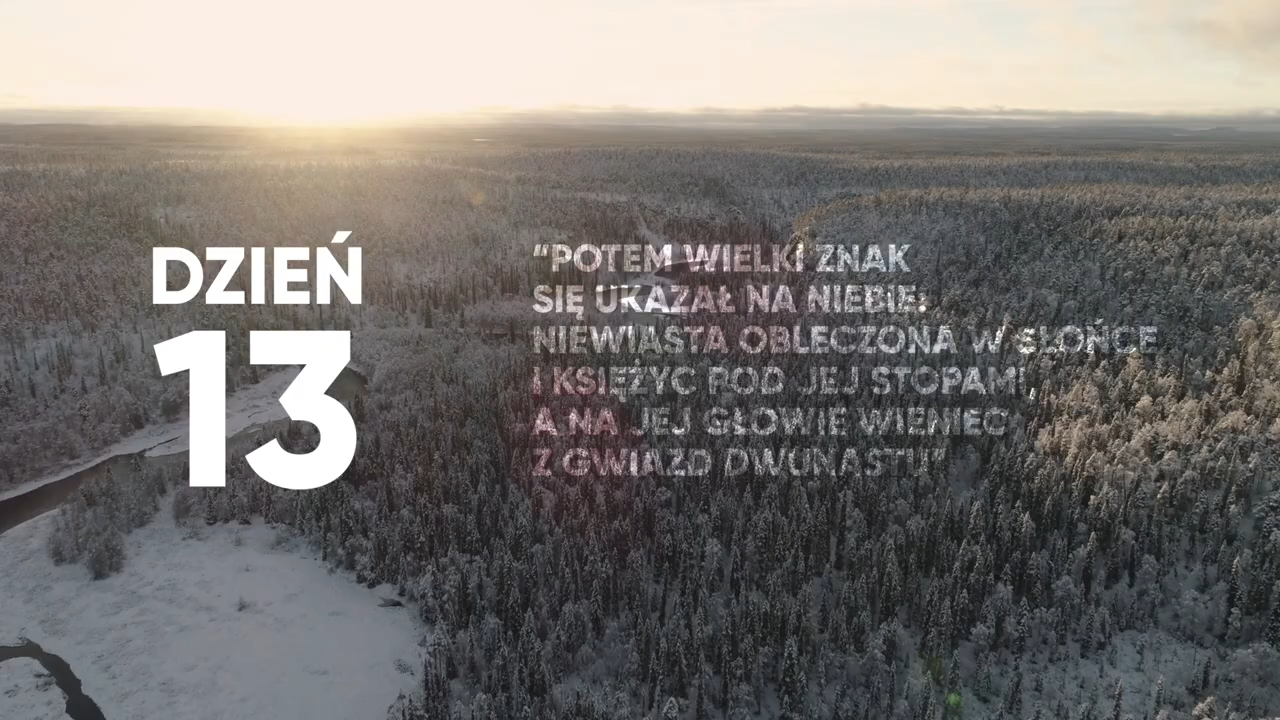 DZIEŃ
13
“POTEM WIELKI ZNAK
SIĘ UKAZAŁ NA NIEBIE:
NIEWIASTA OBLECZONA W SŁOŃCE
I KSIĘŻYC POD JEJ STOPAMI,
A NA JEJ GŁOWIE WIENIEC
Z GWIAZD DWUNASTU”